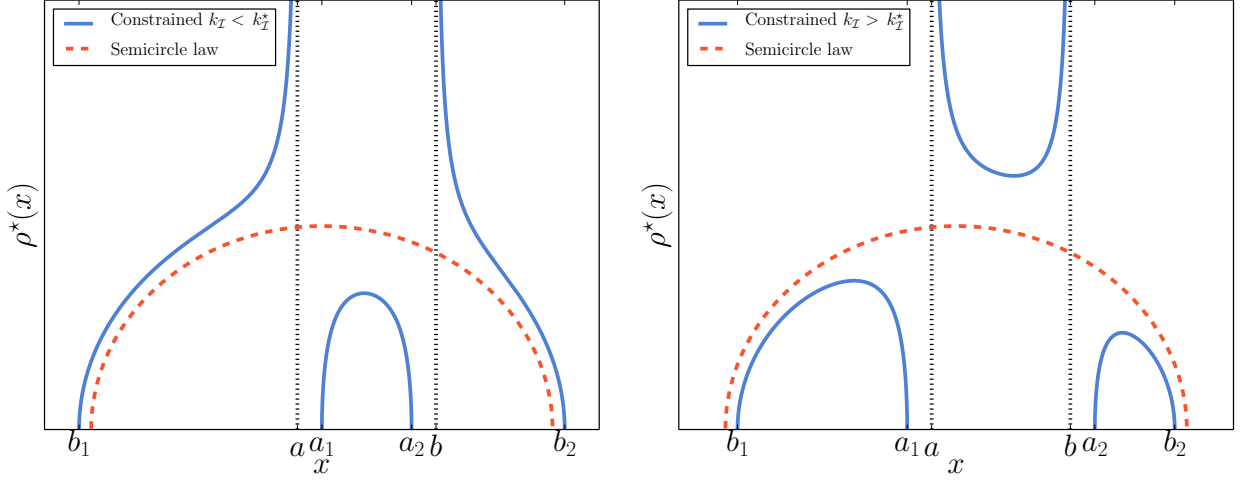 Constrained $k_{\mathcal{I}} < k_{\mathcal{I}}^{\star}$
Semicircle law
$\rho^{\star}(x)$
$b_1$ $a$ $a_1$ $a_2$ $b$ $b_2$
$x$
Constrained $k_{\mathcal{I}} > k_{\mathcal{I}}^{\star}$
Semicircle law
$\rho^{\star}(x)$
$b_1$ $a_1$ $a$ $b$ $a_2$ $b_2$
$x$